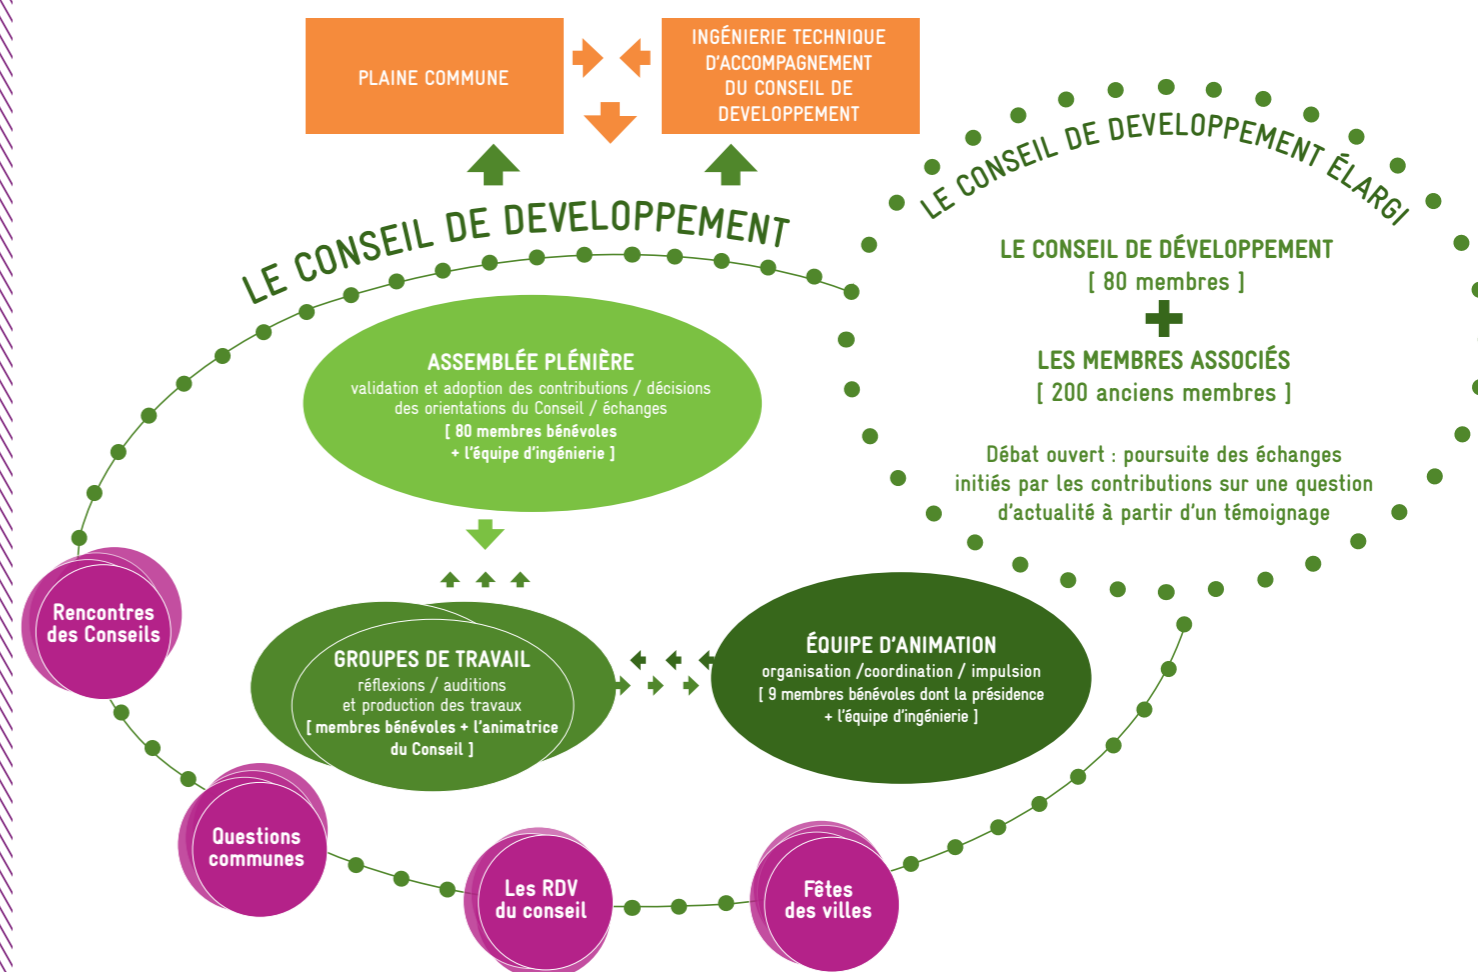 PLAINE COMMUNE
INGÉNIERIE TECHNIQUE
D'ACCOMPAGNEMENT
DU CONSEIL DE
DEVELOPPEMENT
LE CONSEIL DE DEVELOPPEMENT
ASSEMBLÉE PLÉNIÈRE
validation et adoption des contributions / décisions
des orientations du Conseil / échanges
[ 80 membres bénévoles
+ l'équipe d'ingénierie ]
LE CONSEIL DE DEVELOPPEMENT ÉLARGI
LE CONSEIL DE DÉVELOPPEMENT
[ 80 membres ]
+
LES MEMBRES ASSOCIÉS
[ 200 anciens membres ]
Débat ouvert : poursuite des échanges
initiés par les contributions sur une question
d'actualité à partir d'un témoignage
GROUPES DE TRAVAIL
réflexions / auditions
et production des travaux
[ membres bénévoles + l'animatrice
du Conseil ]
ÉQUIPE D'ANIMATION
organisation /coordination / impulsion
[ 9 membres bénévoles dont la présidence
+ l'équipe d'ingénierie ]
Rencontres
des Conseils
Questions
communes
Les RDV
du conseil
Fêtes
des villes